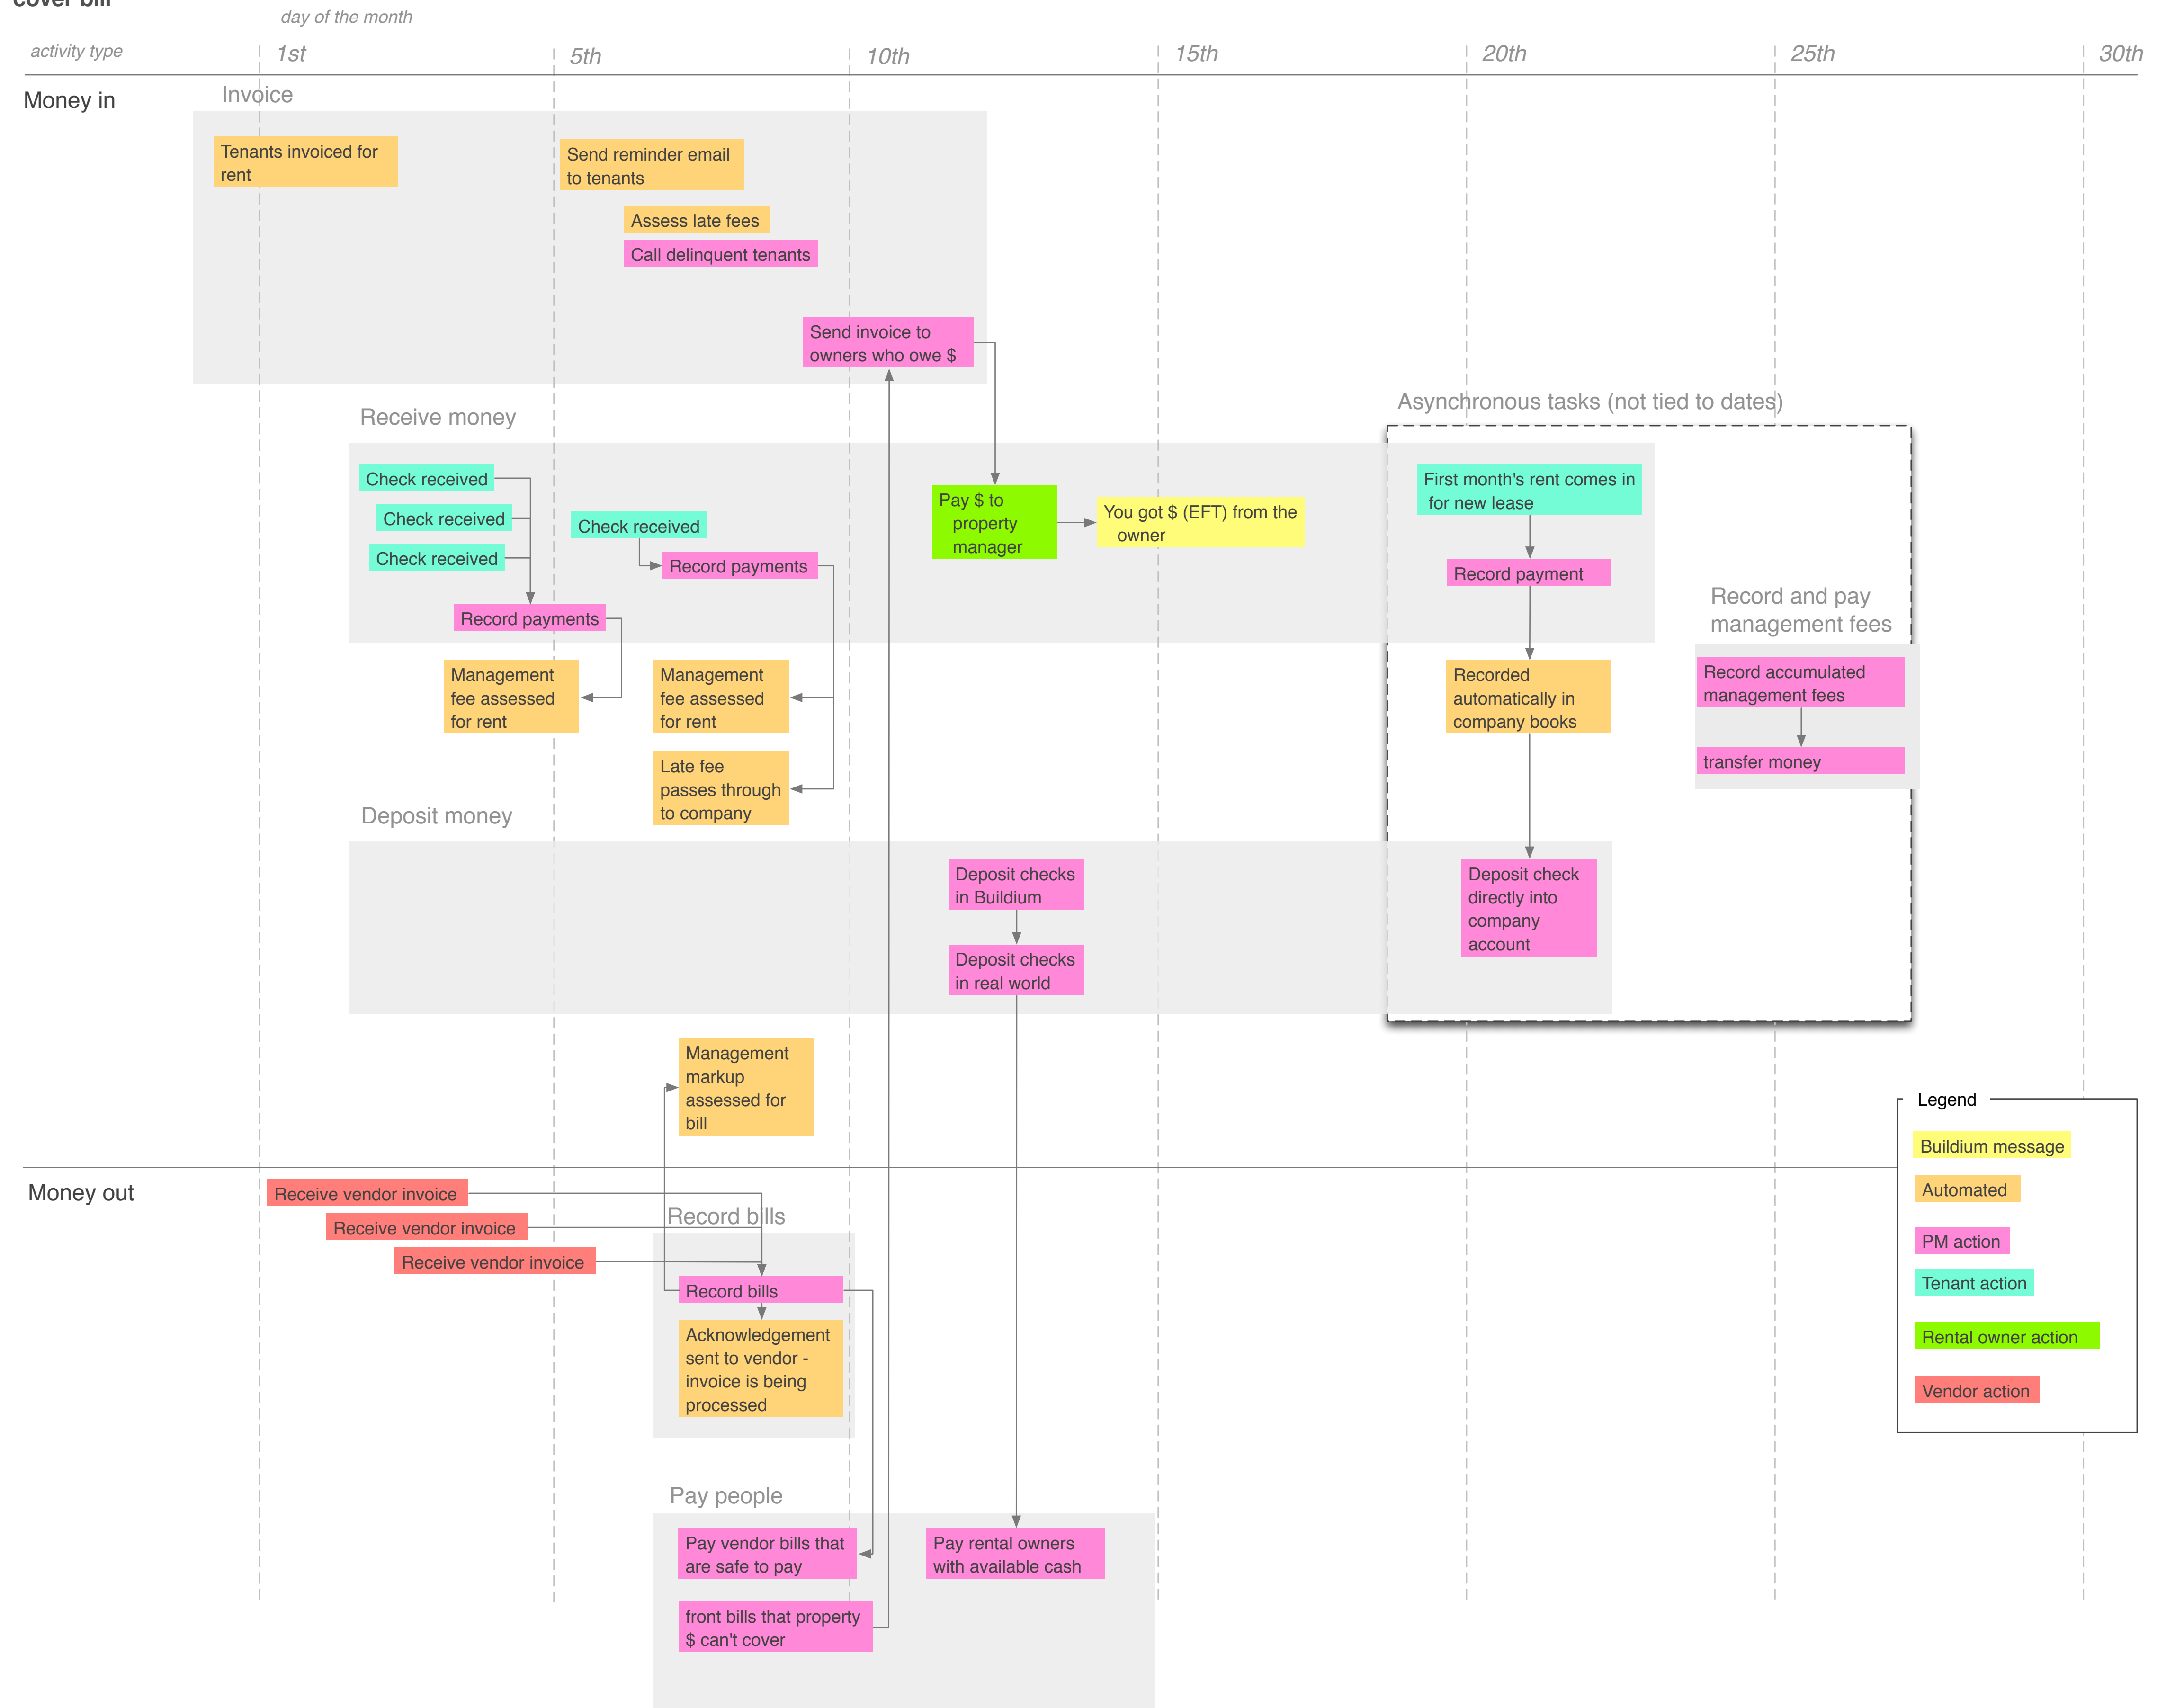 cover bill
day of the month
activity type
1st
5th
10th
15th
20th
25th
30th
Money in
Invoice
Tenants invoiced for
rent
Send reminder email
to tenants
Assess late fees
Call delinquent tenants
Send invoice to
owners who owe $
Receive money
Asynchronous tasks (not tied to dates)
Check received
Check received
Check received
Check received
Record payments
Record payments
Pay $ to
property
manager
You got $ (EFT) from the
owner
First month's rent comes in
for new lease
Record payment
Record and pay
management fees
Management
fee assessed
for rent
Management
fee assessed
for rent
Recorded
automatically in
company books
Record accumulated
management fees
transfer money
Late fee
passes through
to company
Deposit money
Deposit checks
in Buildium
Deposit checks
in real world
Deposit check
directly into
company
account
Management
markup
assessed for
bill
Legend
Buildium message
Automated
PM action
Tenant action
Rental owner action
Vendor action
Money out
Receive vendor invoice
Receive vendor invoice
Receive vendor invoice
Record bills
Record bills
Acknowledgement
sent to vendor -
invoice is being
processed
Pay people
Pay vendor bills that
are safe to pay
Pay rental owners
with available cash
front bills that property
$ can't cover